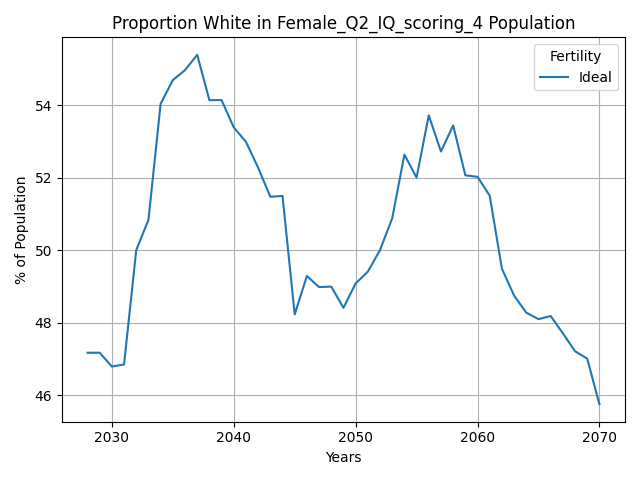 Proportion White in Female_Q2_IQ_scoring_4 Population
Fertility
Ideal
% of Population
54
52
50
48
46
2030 2040 2050 2060 2070
Years